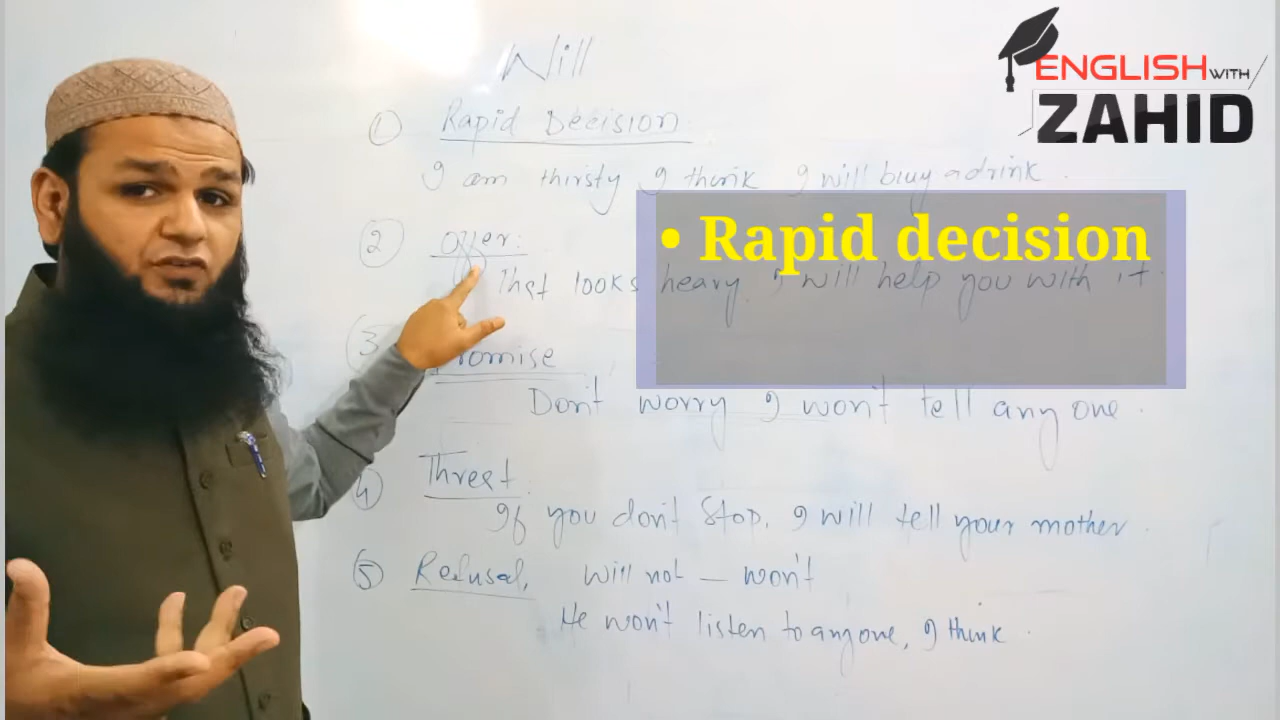 Will
ENGLISH WITH
ZAHID
1) Rapid Decision
I am thirsty I think I will buy a drink.
• Rapid decision
2) Offer:
That looks heavy. I will help you with it.
3) Promise
Don't worry I won't tell any one.
4) Threat.
If you don't stop. I will tell your mother.
5) Refusal, Will not – won't
He won't listen to anyone, I think.